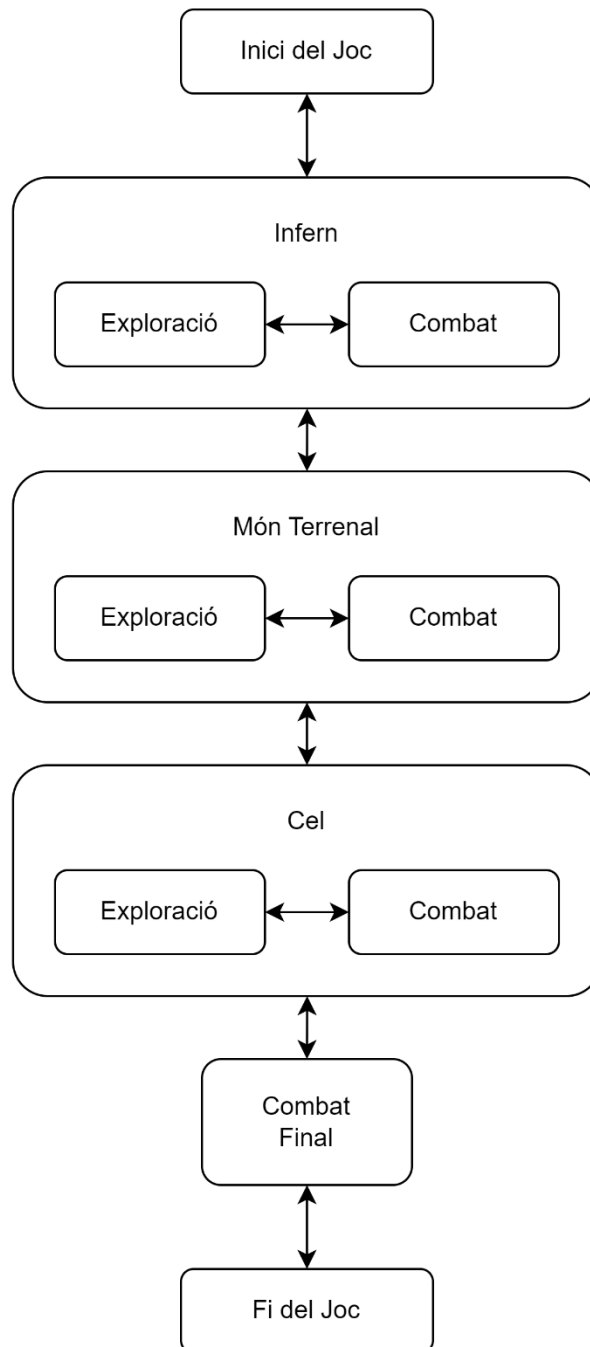 Inici del Joc
Infern
Exploració
Combat
Món Terrenal
Exploració
Combat
Cel
Exploració
Combat
Combat
Final
Fi del Joc